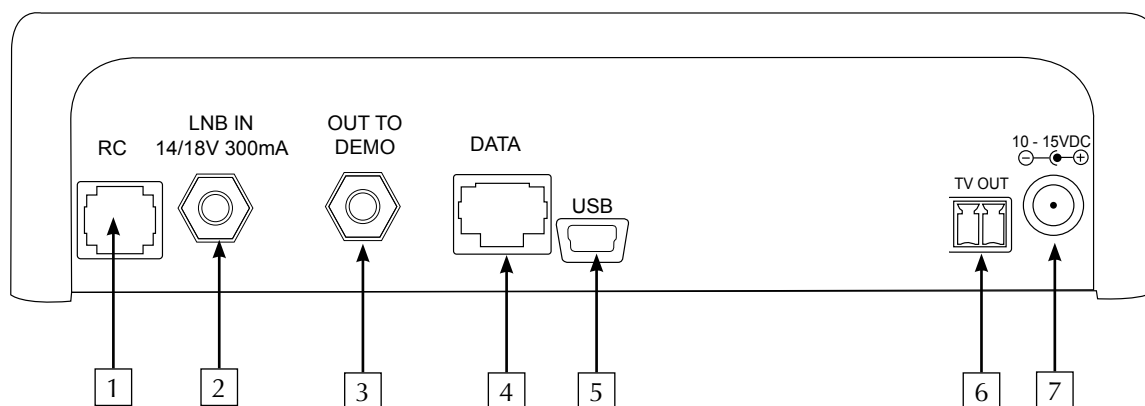 RC
LNB IN
14/18V 300mA
OUT TO
DEMO
DATA
USB
TV OUT
10 - 15VDC
1
2
3
4
5
6
7